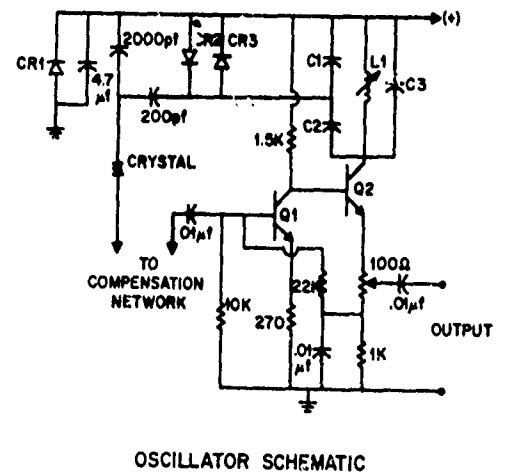 (+)
2000pf
CR2
CR3
CR1
4.7
μf
C1
L1
C3
200pf
C2
1.5K
CRYSTAL
Q2
Q1
.01μf
TO
COMPENSATION
NETWORK
22K
100Ω
.01μf
10K
270
OUTPUT
.01
μf
1K
OSCILLATOR SCHEMATIC